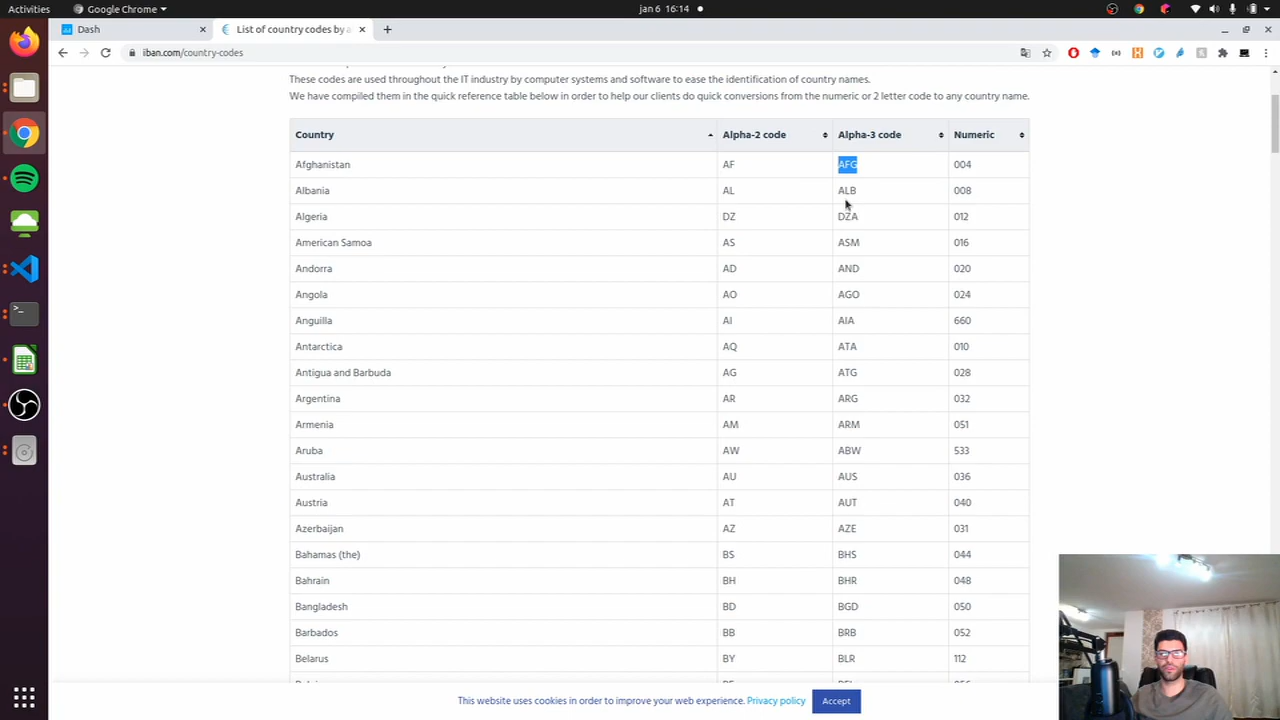 Activities
Google Chrome
jan 6 16:14
Dash
List of country codes by a
iban.com/country-codes
These codes are used throughout the IT industry by computer systems and software to ease the identification of country names.
We have compiled them in the quick reference table below in order to help our clients do quick conversions from the numeric or 2 letter code to any country name.
Country Alpha-2 code Alpha-3 code Numeric
Afghanistan AF AFG 004
Albania AL ALB 008
Algeria DZ DZA 012
American Samoa AS ASM 016
Andorra AD AND 020
Angola AO AGO 024
Anguilla AI AIA 660
Antarctica AQ ATA 010
Antigua and Barbuda AG ATG 028
Argentina AR ARG 032
Armenia AM ARM 051
Aruba AW ABW 533
Australia AU AUS 036
Austria AT AUT 040
Azerbaijan AZ AZE 031
Bahamas (the) BS BHS 044
Bahrain BH BHR 048
Bangladesh BD BGD 050
Barbados BB BRB 052
Belarus BY BLR 112
This website uses cookies in order to improve your web experience. Privacy policy
Accept